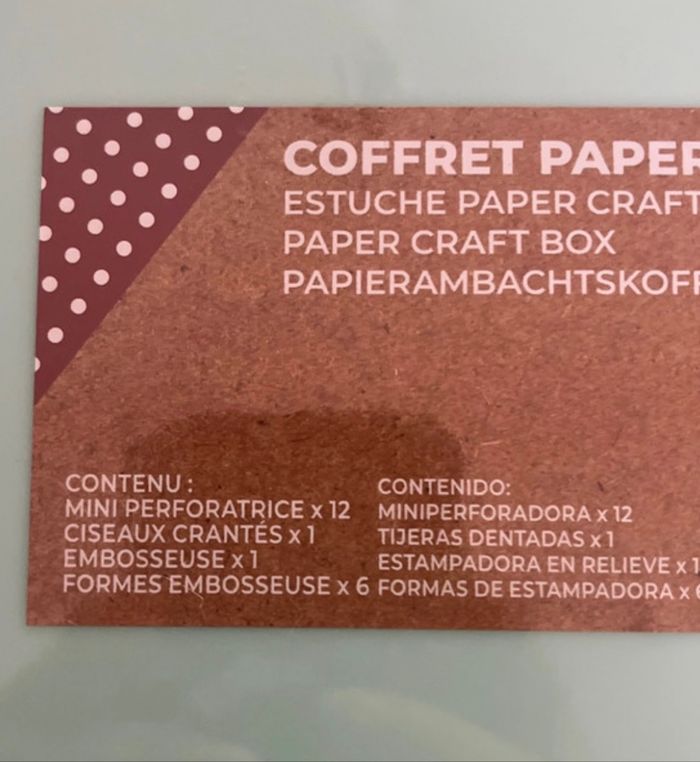 COFFRET PAPER
ESTUCHE PAPER CRAFT
PAPER CRAFT BOX
PAPIERAMBACHTSKOFF
CONTENU :
MINI PERFORATRICE x 12
CISEAUX CRANTÉS x 1
EMBOSSEUSE x 1
FORMES EMBOSSEUSE x 6
CONTENIDO:
MINIPERFORADORA x 12
TIJERAS DENTADAS x 1
ESTAMPADORA EN RELIEVE x 1
FORMAS DE ESTAMPADORA x 6